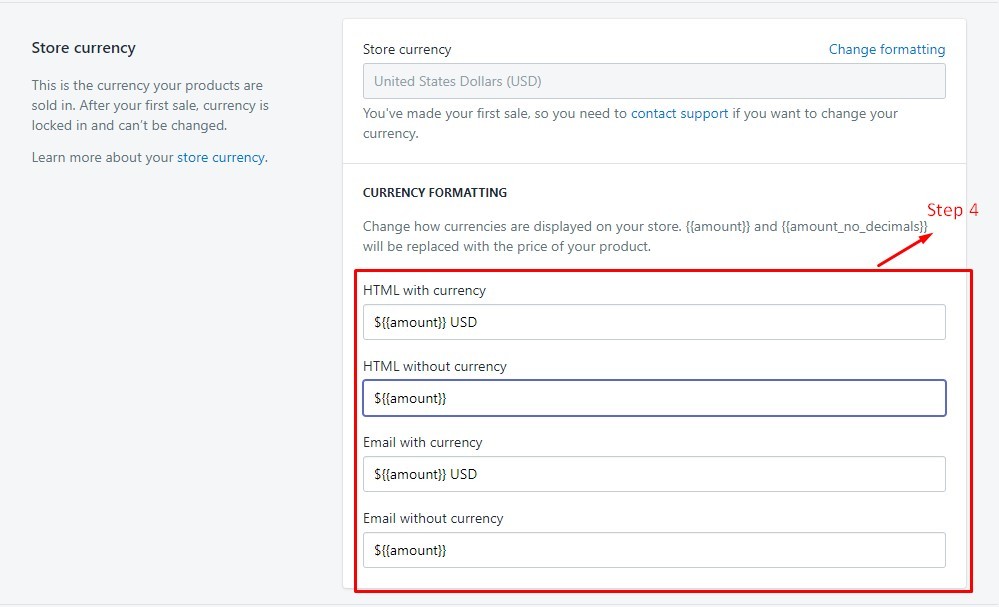 Store currency
This is the currency your products are
sold in. After your first sale, currency is
locked in and can't be changed.
Learn more about your store currency.
Store currency
Change formatting
United States Dollars (USD)
You've made your first sale, so you need to contact support if you want to change your
currency.
CURRENCY FORMATTING
Step 4
Change how currencies are displayed on your store. {{amount}} and {{amount_no_decimals}}
will be replaced with the price of your product.
HTML with currency
${{amount}} USD
HTML without currency
${{amount}}
Email with currency
${{amount}} USD
Email without currency
${{amount}}